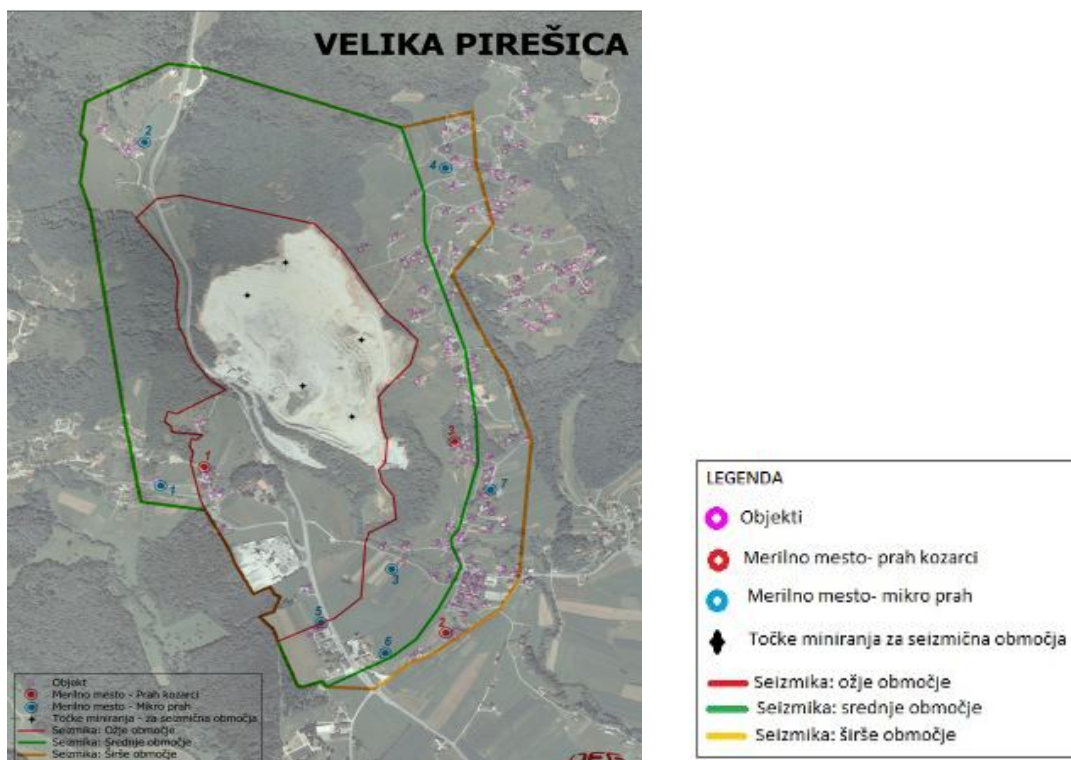 VELIKA PIREŠICA
2
4
1
1
3
7
3
5
2
6
Objekt
Merilno mesto - Prah kozarci
Merilno mesto - Mikro prah
Točke miniranja - za seizmična območja
Seizmika: Ožje območje
Seizmika: Srednje območje
Seizmika: Širše območje
LEGENDA
Objekti
Merilno mesto- prah kozarci
Merilno mesto- mikro prah
Točke miniranja za seizmična območja
Seizmika: ožje območje
Seizmika: srednje območje
Seizmika: širše območje